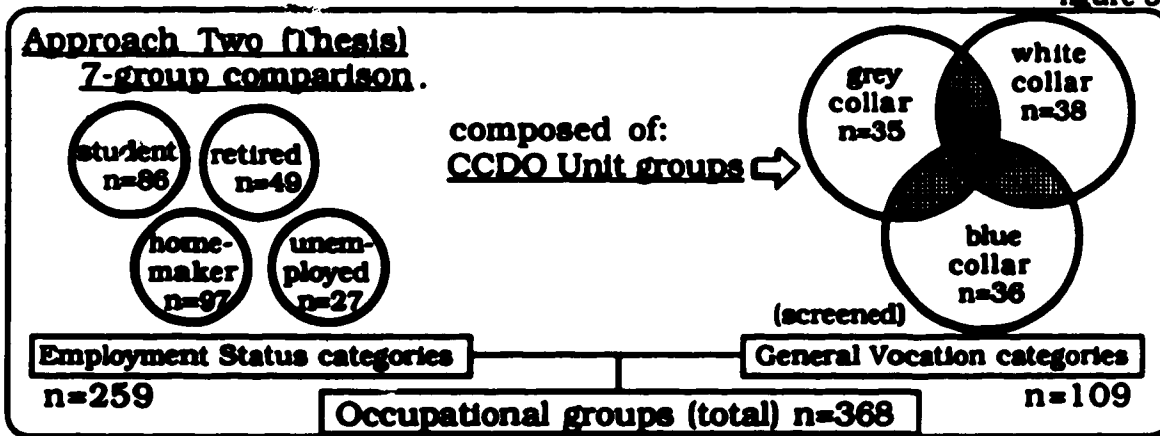 Approach Two (Thesis)
7-group comparison.
student
n=86
retired
n=49
home-
maker
n=97
unem-
ployed
n=27
composed of:
CCDO Unit groups
grey
collar
n=35
white
collar
n=38
blue
collar
n=36
(screened)
Employment Status categories
n=259
General Vocation categories
n=109
Occupational groups (total) n=368